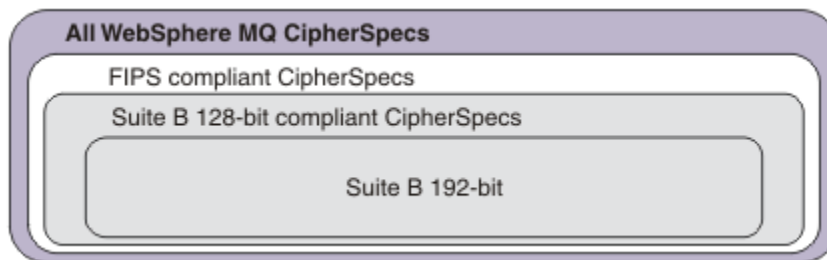 All WebSphere MQ CipherSpecs
FIPS compliant CipherSpecs
Suite B 128-bit compliant CipherSpecs
Suite B 192-bit